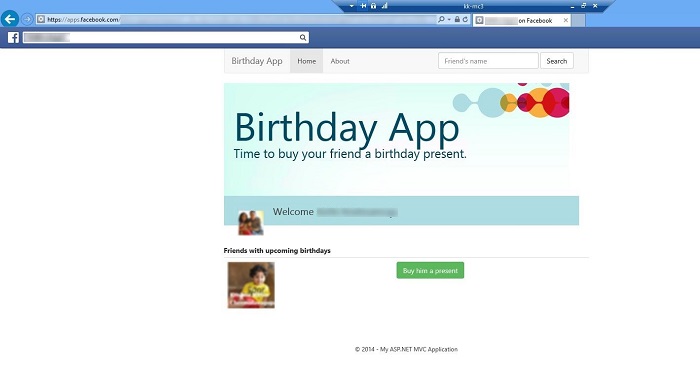 kk-mc3
https://apps.facebook.com/
on Facebook
Birthday App
Home
About
Friend's name
Search
Birthday App
Time to buy your friend a birthday present.
Welcome
Friends with upcoming birthdays
Buy him a present
© 2014 - My ASP.NET MVC Application